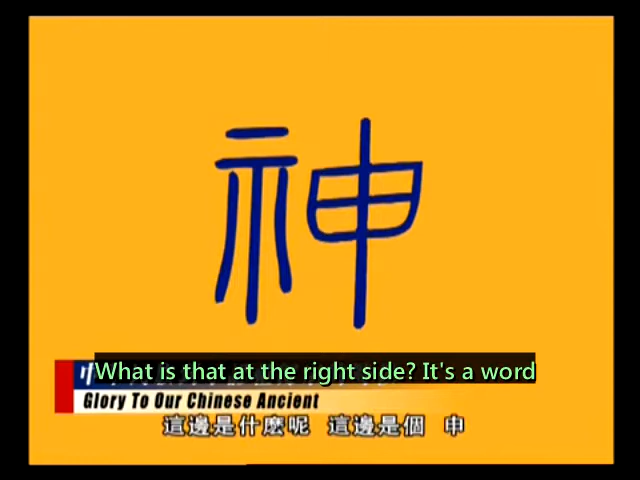 神
What is that at the right side? It's a word
Glory To Our Chinese Ancient
這邊是什麼呢 這邊是個 申